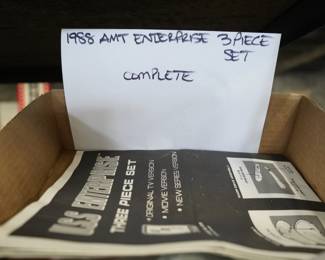 1988 AMT ENTERPRISE 3 PIECE
SET
COMPLETE
U.S.S. ENTERPRISE
THREE PIECE SET
• ORIGINAL TV VERSION
• MOVIE VERSION
• NEW SERIES VERSION